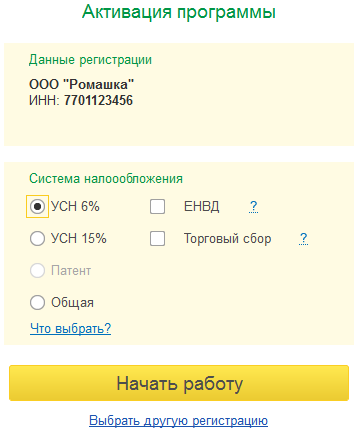 Активация программы
Данные регистрации
ООО "Ромашка"
ИНН: 7701123456
Система налоообложения
УСН 6% ЕНВД ?
УСН 15% Торговый сбор ?
Патент
Общая
Что выбрать?
Начать работу
Выбрать другую регистрацию